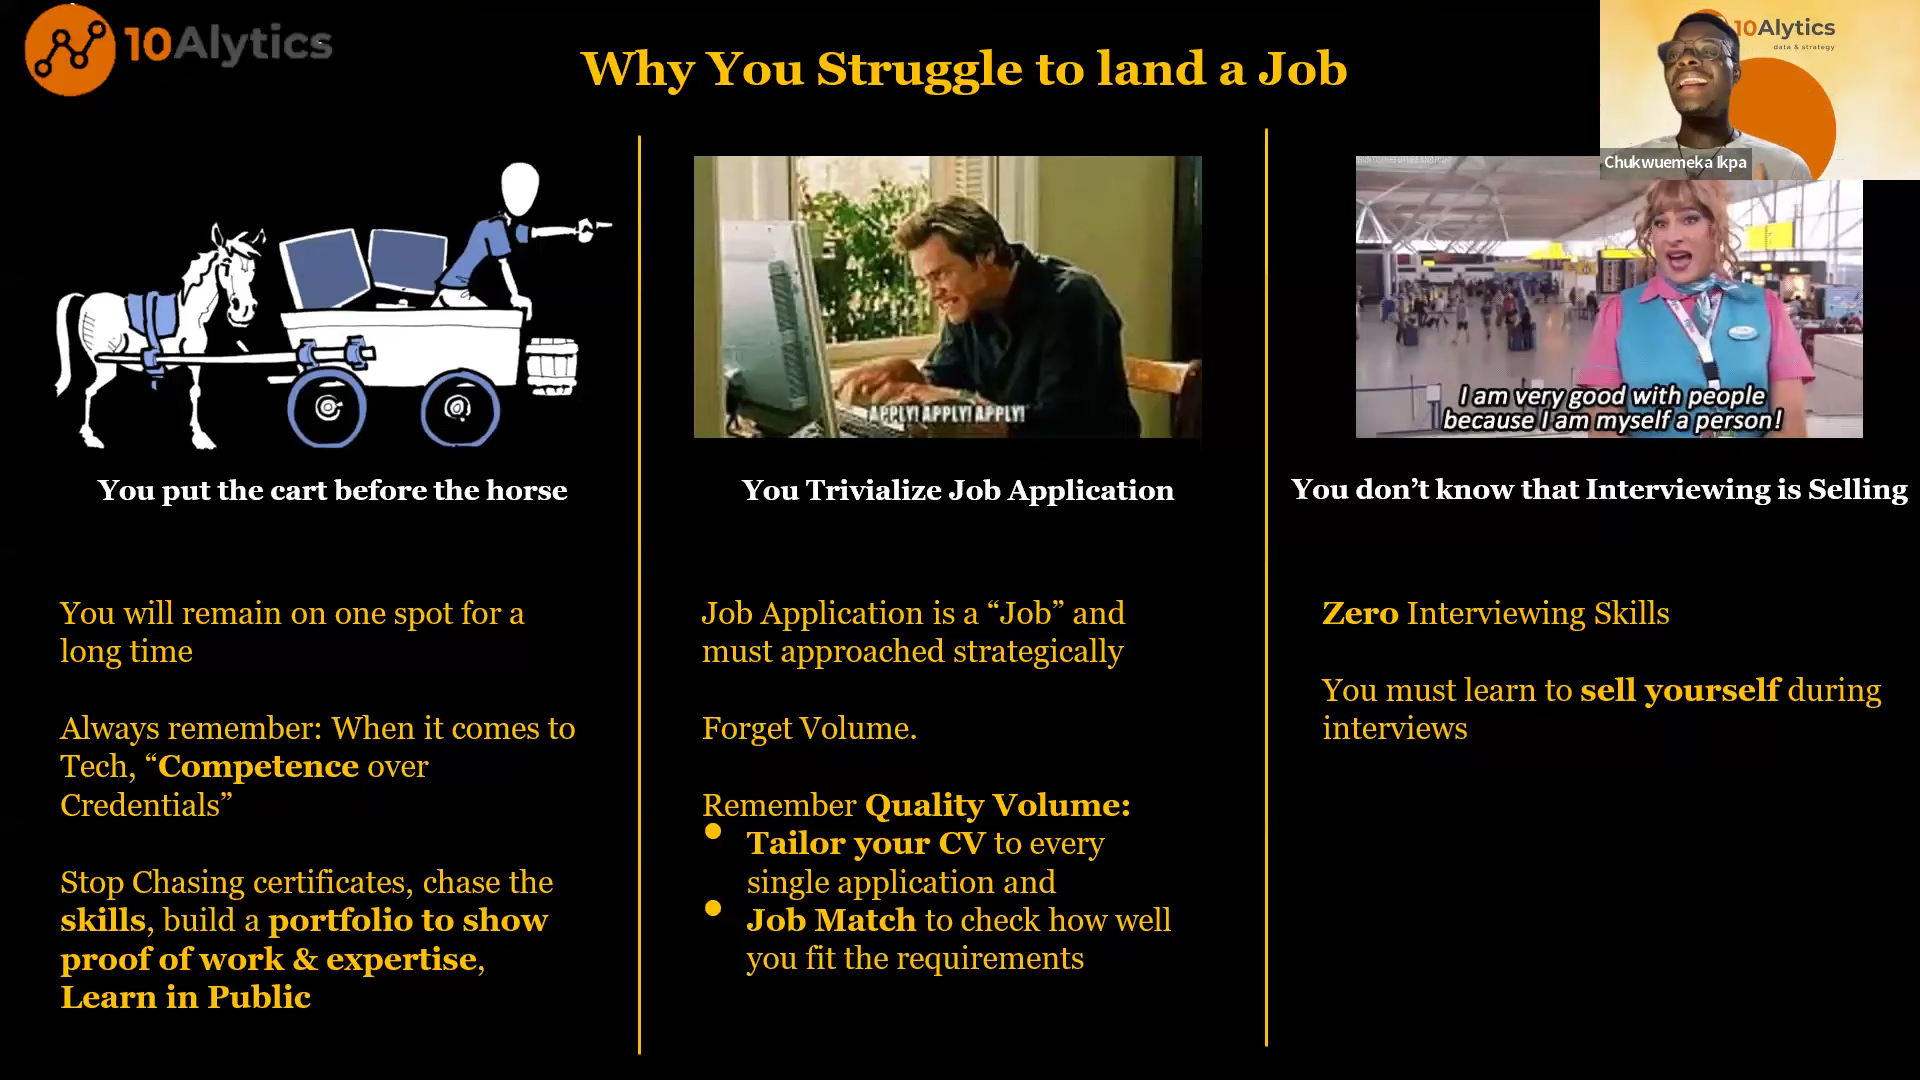 10Alytics
Why You Struggle to land a Job
10Alytics
data & strategy
Chukwuemeka Ikpa
APPLY! APPLY! APPLY!
I am very good with people
because I am myself a person!
You put the cart before the horse
You will remain on one spot for a
long time
Always remember: When it comes to
Tech, “Competence over
Credentials”
Stop Chasing certificates, chase the
skills, build a portfolio to show
proof of work & expertise,
Learn in Public
You Trivialize Job Application
Job Application is a “Job” and
must approached strategically
Forget Volume.
Remember Quality Volume:
• Tailor your CV to every
single application and
• Job Match to check how well
you fit the requirements
You don’t know that Interviewing is Selling
Zero Interviewing Skills
You must learn to sell yourself during
interviews